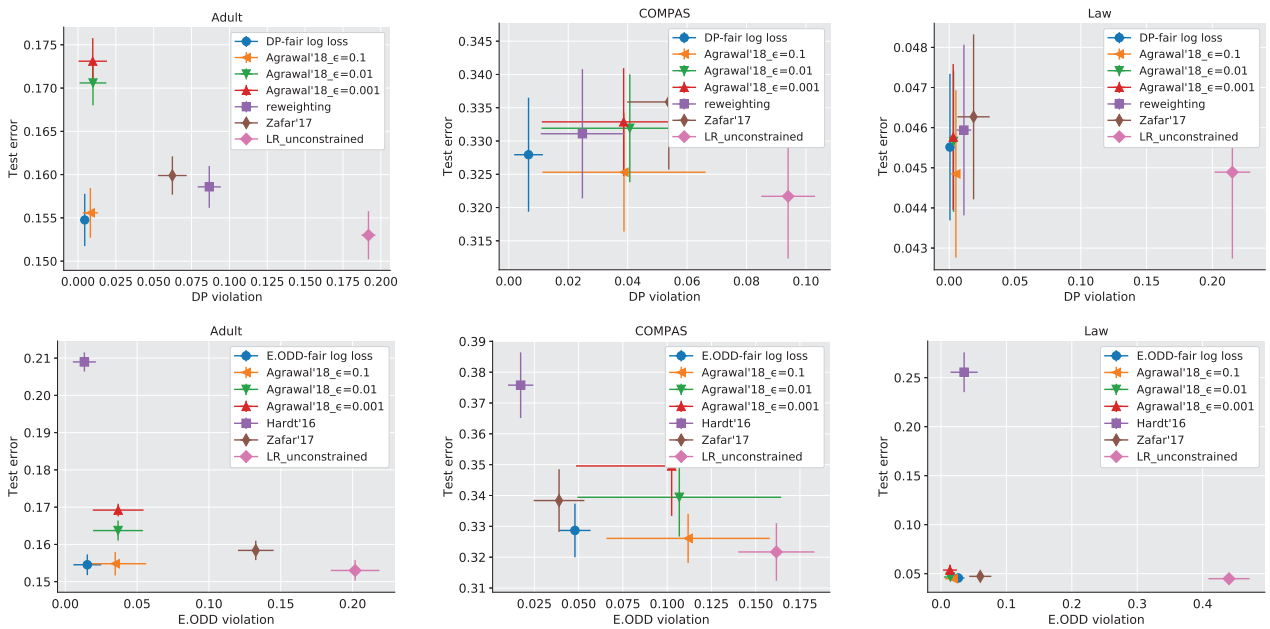 Adult
Test error
0.175
0.170
0.165
0.160
0.155
0.150
DP-fair log loss
Agrawal'18_ϵ=0.1
Agrawal'18_ϵ=0.01
Agrawal'18_ϵ=0.001
reweighting
Zafar'17
LR_unconstrained
0.000 0.025 0.050 0.075 0.100 0.125 0.150 0.175 0.200
DP violation
COMPAS
Test error
0.345
0.340
0.335
0.330
0.325
0.320
0.315
DP-fair log loss
Agrawal'18_ϵ=0.1
Agrawal'18_ϵ=0.01
Agrawal'18_ϵ=0.001
reweighting
Zafar'17
LR_unconstrained
0.00 0.02 0.04 0.06 0.08 0.10
DP violation
Law
Test error
0.048
0.047
0.046
0.045
0.044
0.043
DP-fair log loss
Agrawal'18_ϵ=0.1
Agrawal'18_ϵ=0.01
Agrawal'18_ϵ=0.001
reweighting
Zafar'17
LR_unconstrained
0.00 0.05 0.10 0.15 0.20
DP violation
Adult
Test error
0.21
0.20
0.19
0.18
0.17
0.16
0.15
E.ODD-fair log loss
Agrawal'18_ϵ=0.1
Agrawal'18_ϵ=0.01
Agrawal'18_ϵ=0.001
Hardt'16
Zafar'17
LR_unconstrained
0.00 0.05 0.10 0.15 0.20
E.ODD violation
COMPAS
Test error
0.39
0.38
0.37
0.36
0.35
0.34
0.33
0.32
0.31
E.ODD-fair log loss
Agrawal'18_ϵ=0.1
Agrawal'18_ϵ=0.01
Agrawal'18_ϵ=0.001
Hardt'16
Zafar'17
LR_unconstrained
0.025 0.050 0.075 0.100 0.125 0.150 0.175
E.ODD violation
Law
Test error
0.25
0.20
0.15
0.10
0.05
E.ODD-fair log loss
Agrawal'18_ϵ=0.1
Agrawal'18_ϵ=0.01
Agrawal'18_ϵ=0.001
Hardt'16
Zafar'17
LR_unconstrained
0.0 0.1 0.2 0.3 0.4
E.ODD violation